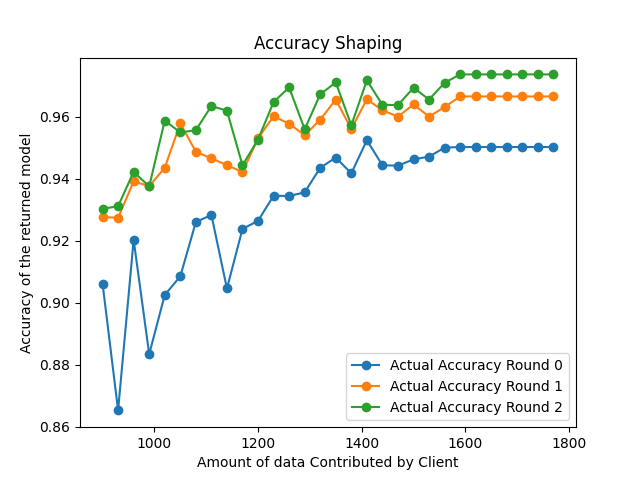 Accuracy Shaping
Accuracy of the returned model
0.96
0.94
0.92
0.90
0.88
0.86
1000
1200
1400
1600
1800
Amount of data Contributed by Client
Actual Accuracy Round 0
Actual Accuracy Round 1
Actual Accuracy Round 2